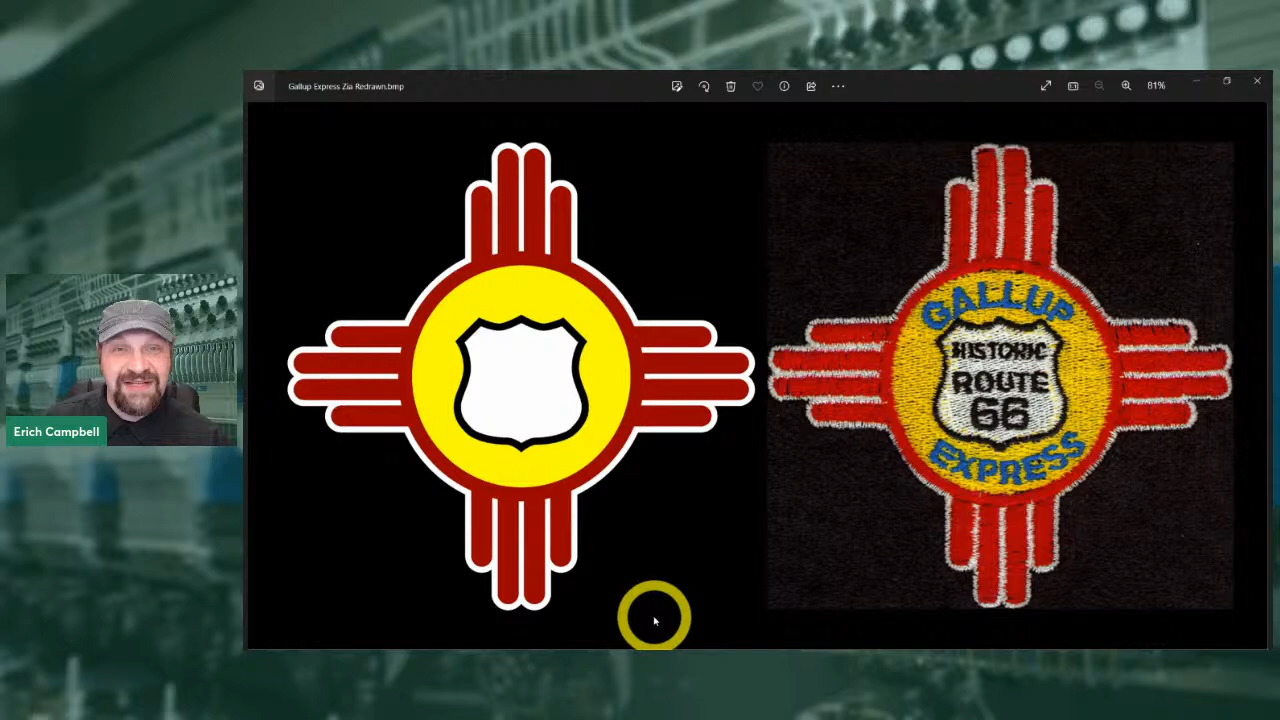 Gallup Express Zia Redrawn.bmp
81%
GALLUP
HISTORIC
ROUTE
66
EXPRESS
Erich Campbell